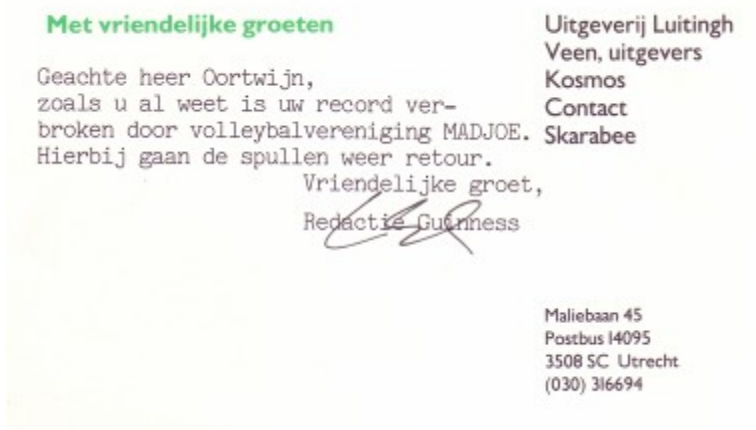 Met vriendelijke groeten
Geachte heer Oortwijn,
zoals u al weet is uw record ver-
broken door volleybalvereniging MADJOE.
Hierbij gaan de spullen weer retour.
Vriendelijke groet,
Redactie Guinness
Uitgeverij Luitingh
Veen, uitgevers
Kosmos
Contact
Skarabee
Maliebaan 45
Postbus 14095
3508 SC Utrecht
(030) 316694